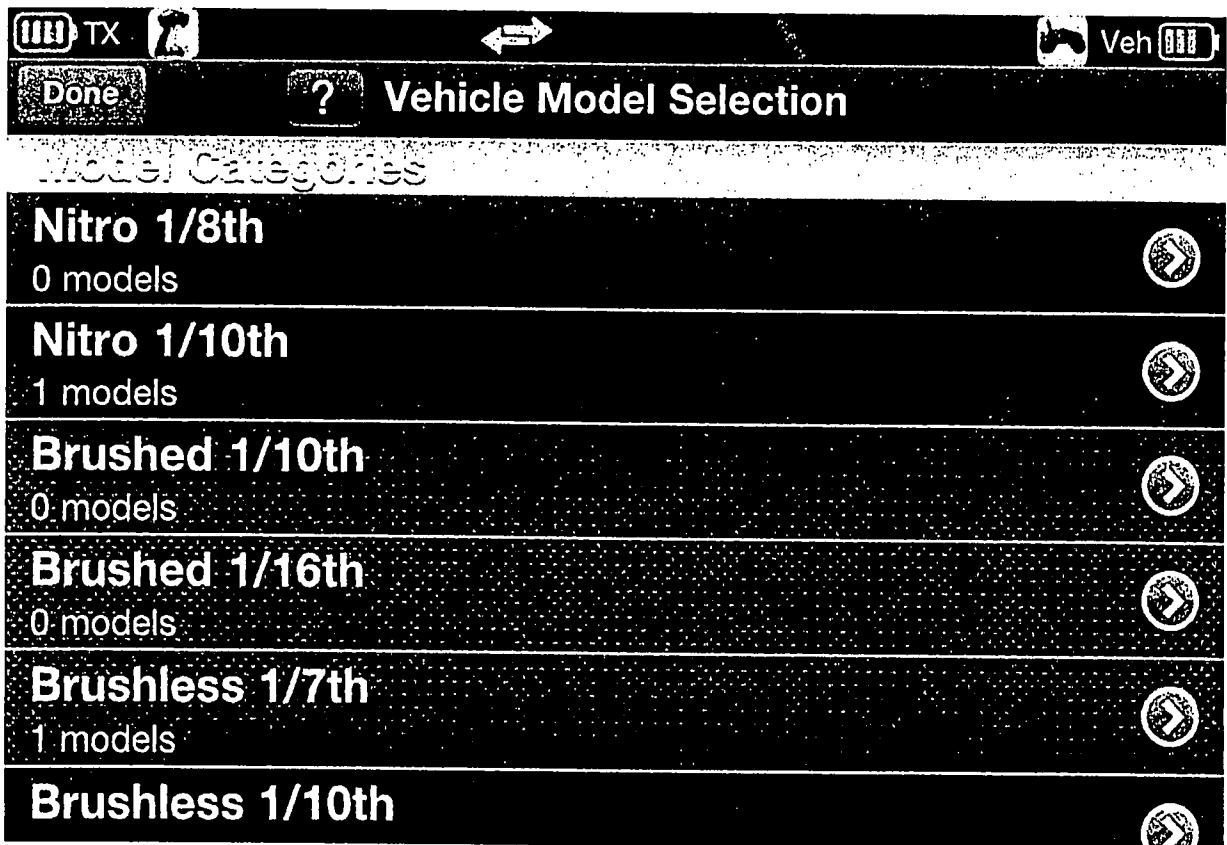 TX Veh
Done ? Vehicle Model Selection
Model Categories
Nitro 1/8th
0 models
Nitro 1/10th
1 models
Brushed 1/10th
0 models
Brushed 1/16th
0 models
Brushless 1/7th
1 models
Brushless 1/10th